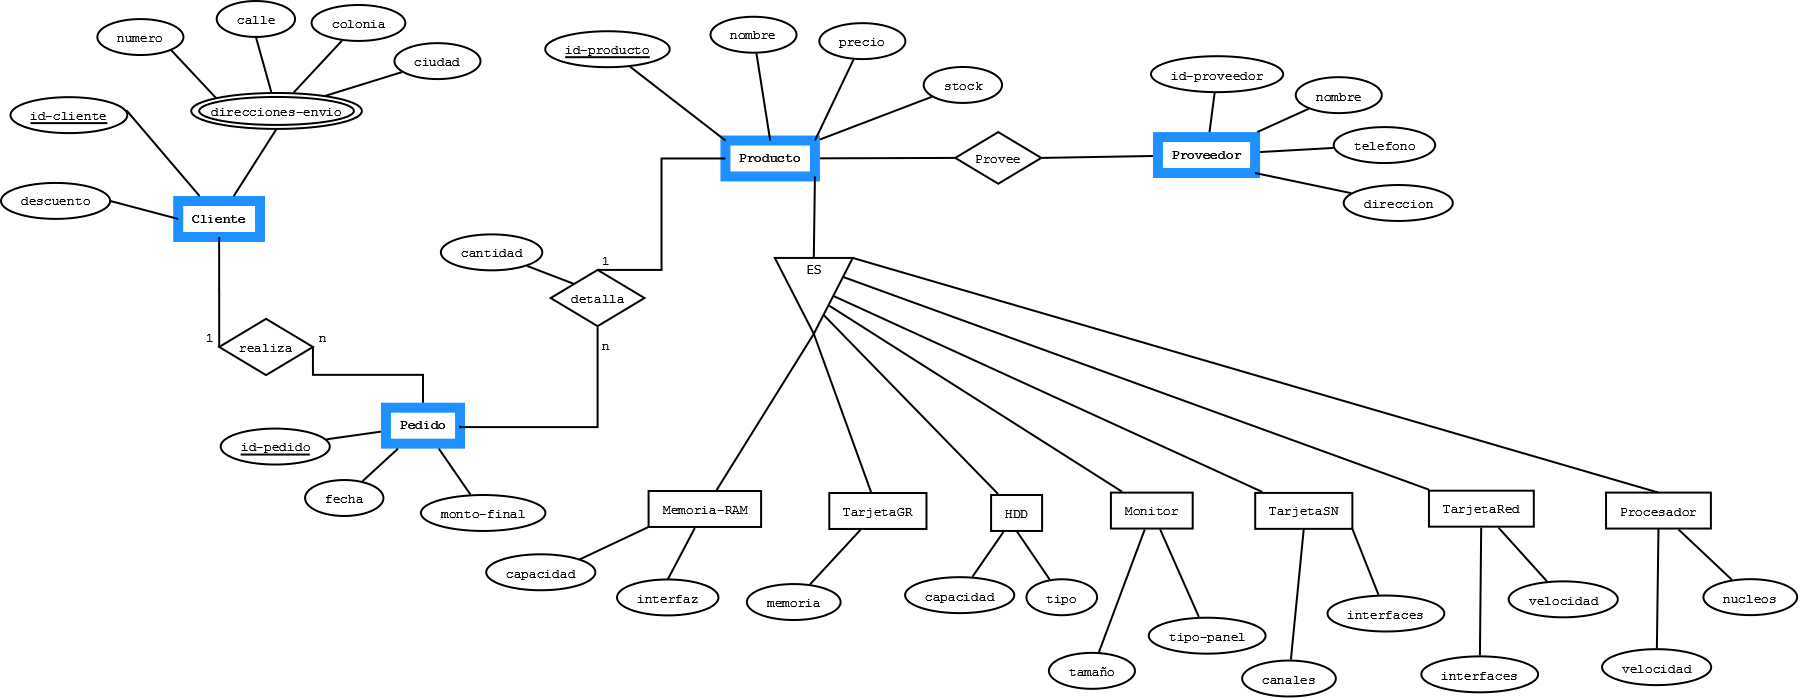 calle
colonia
numero
ciudad
direcciones-envio
id-cliente
descuento
Cliente
1
realiza
n
id-pedido
Pedido
fecha
monto-final
cantidad
1
detalla
n
id-producto
nombre
precio
stock
Producto
Provee
id-proveedor
nombre
telefono
direccion
Proveedor
ES
Memoria-RAM
TarjetaGR
HDD
Monitor
TarjetaSN
TarjetaRed
Procesador
capacidad
interfaz
memoria
capacidad
tipo
tamaño
tipo-panel
canales
interfaces
interfaces
velocidad
velocidad
nucleos